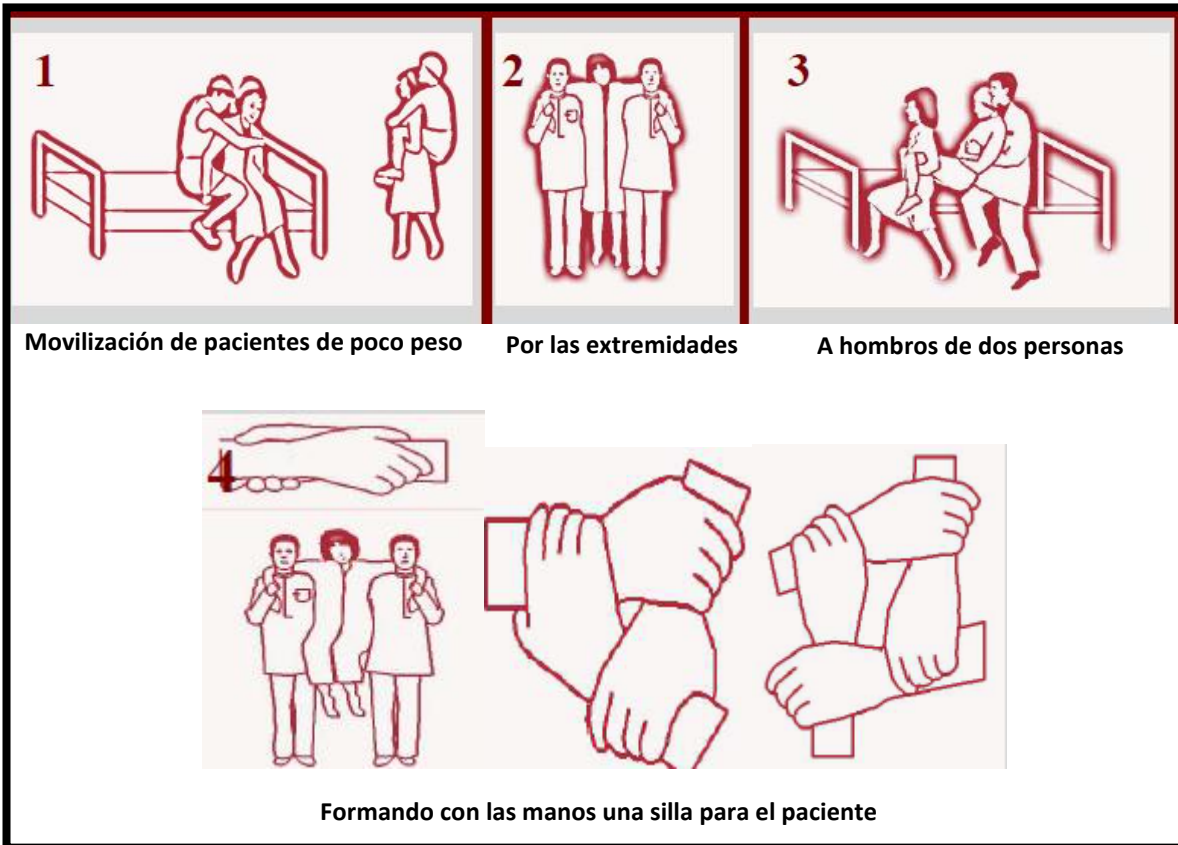 1
2
3
Movilización de pacientes de poco peso
Por las extremidades
A hombros de dos personas
4
Formando con las manos una silla para el paciente